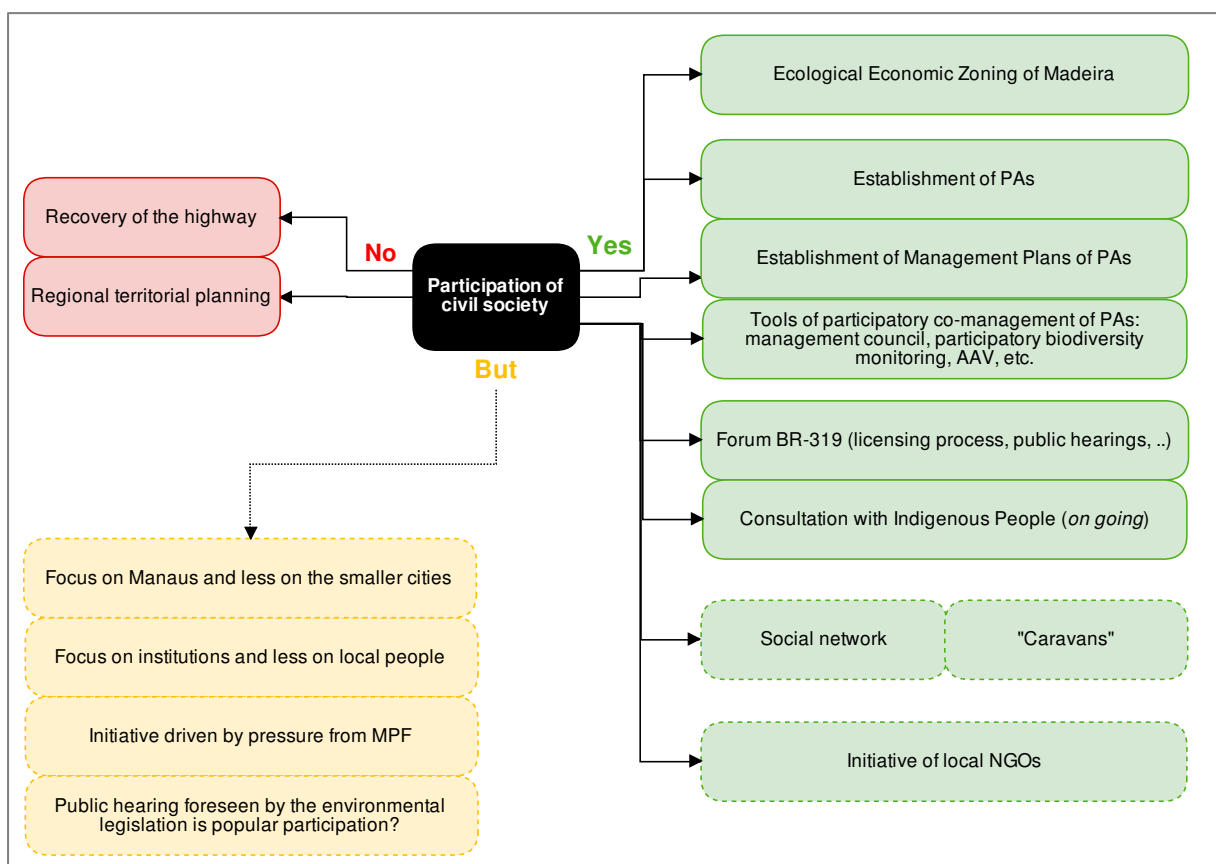 Recovery of the highway
Regional territorial planning
No
Participation of
civil society
Yes
But
Ecological Economic Zoning of Madeira
Establishment of PAs
Establishment of Management Plans of PAs
Tools of participatory co-management of PAs:
management council, participatory biodiversity
monitoring, AAV, etc.
Forum BR-319 (licensing process, public hearings, ..)
Consultation with Indigenous People (on going)
Social network
"Caravans"
Initiative of local NGOs
Focus on Manaus and less on the smaller cities
Focus on institutions and less on local people
Initiative driven by pressure from MPF
Public hearing foreseen by the environmental
legislation is popular participation?